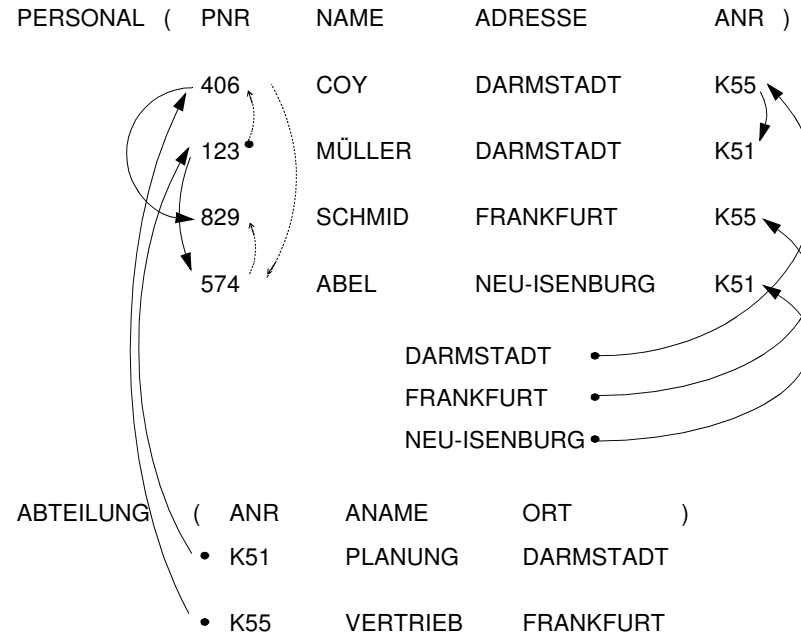 PERSONAL ( PNR NAME ADRESSE ANR )
406 COY DARMSTADT K55
123 MÜLLER DARMSTADT K51
829 SCHMID FRANKFURT K55
574 ABEL NEU-ISENBURG K51
DARMSTADT
FRANKFURT
NEU-ISENBURG
ABTEILUNG ( ANR ANAME ORT )
K51 PLANUNG DARMSTADT
K55 VERTRIEB FRANKFURT